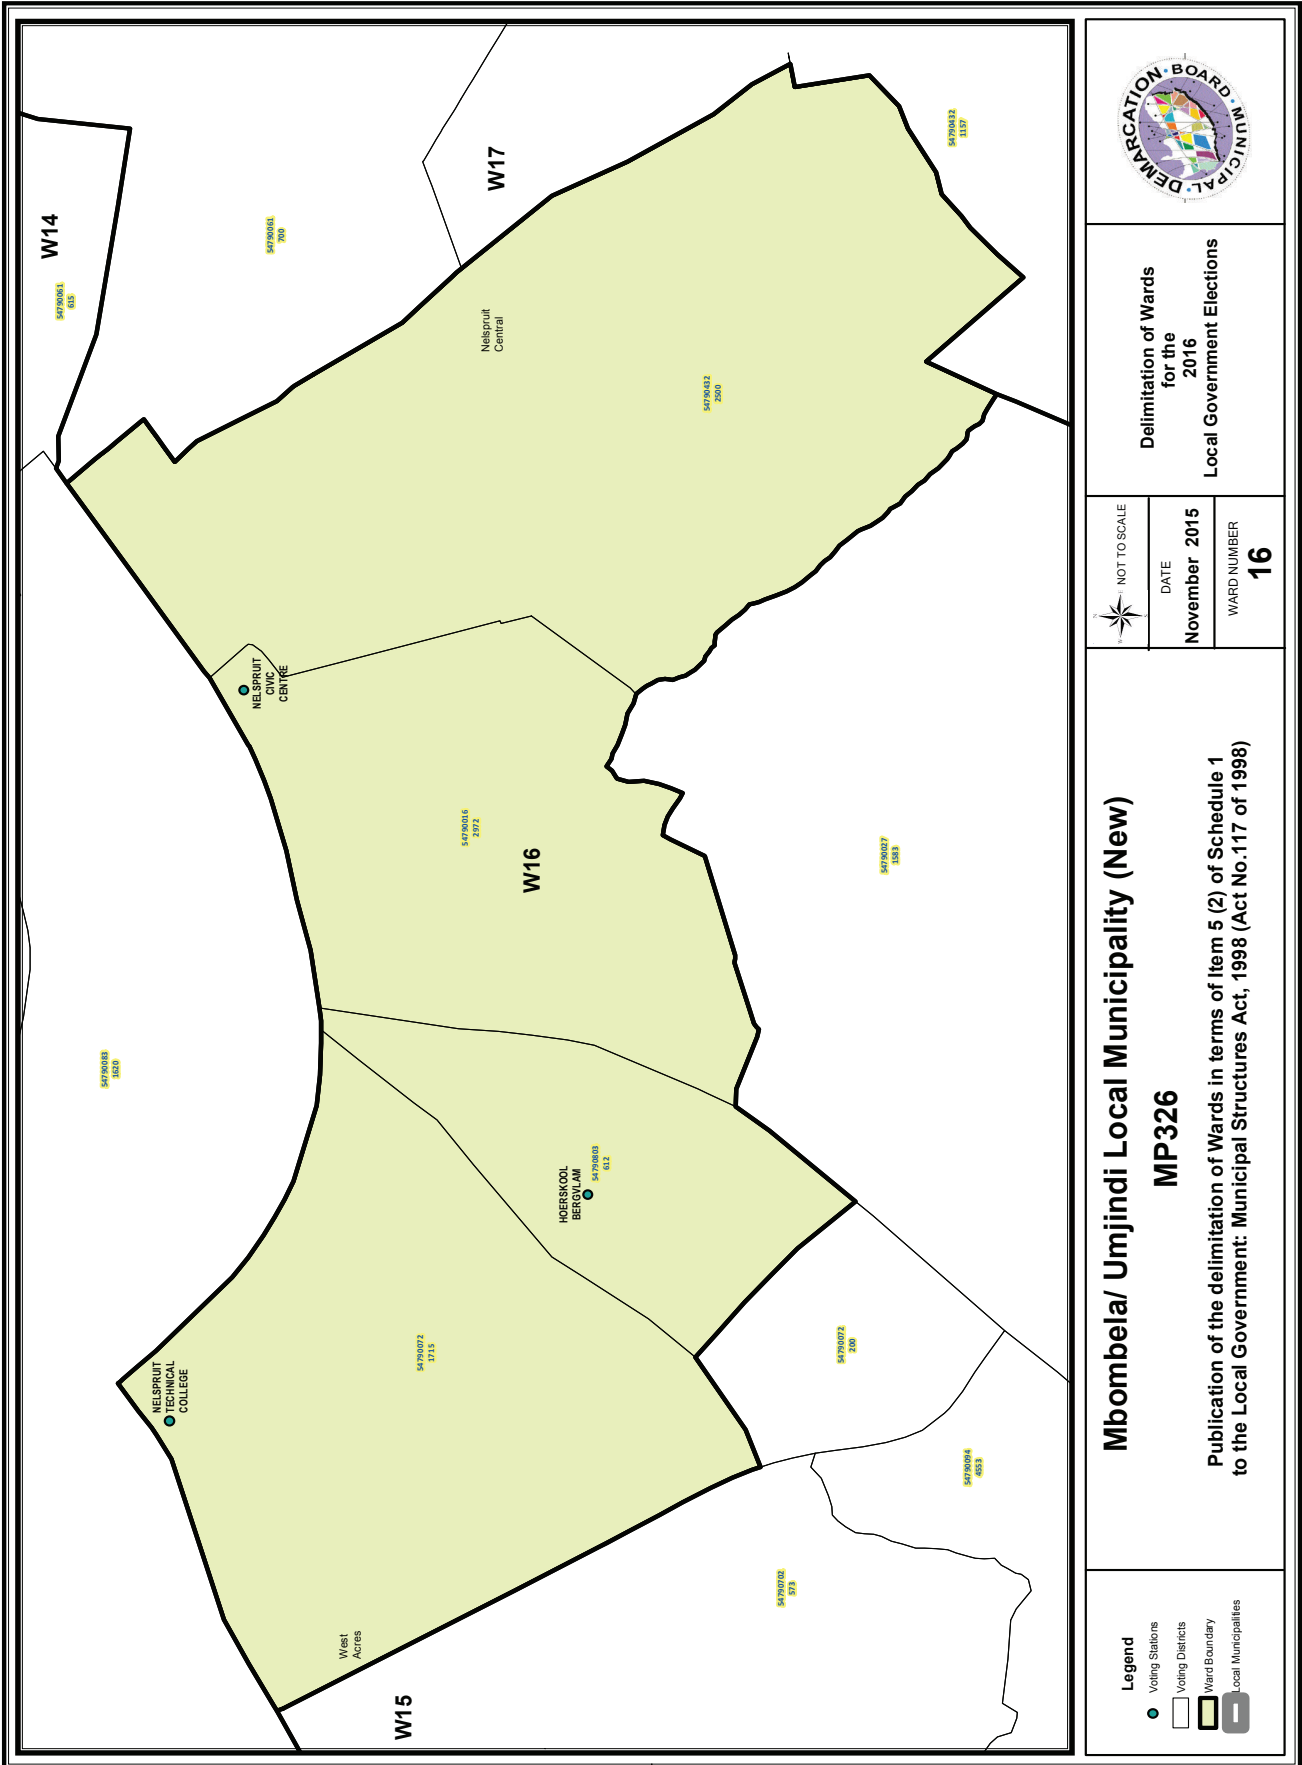 W14
54790061
615
54790061
700
W17
54790432
1157
Nelspruit
Central
54790432
2500
NELSPRUIT
CIVIC
CENTRE
54790016
2972
W16
54790027
1583
54790083
1620
HOERSKOOL
BERGVLAM
54790803
612
NELSPRUIT
TECHNICAL
COLLEGE
54790072
1715
54790072
200
54790094
4553
54790702
573
West
Acres
W15
Legend
Voting Stations
Voting Districts
Ward Boundary
Local Municipalities
Mbombela/ Umjindi Local Municipality (New)
MP326
Publication of the delimitation of Wards in terms of Item 5 (2) of Schedule 1
to the Local Government: Municipal Structures Act, 1998 (Act No.117 of 1998)
N
W
E
S
NOT TO SCALE
DATE
November 2015
WARD NUMBER
16
Delimitation of Wards
for the
2016
Local Government Elections
MUNICIPAL • DEMARCATION • BOARD •